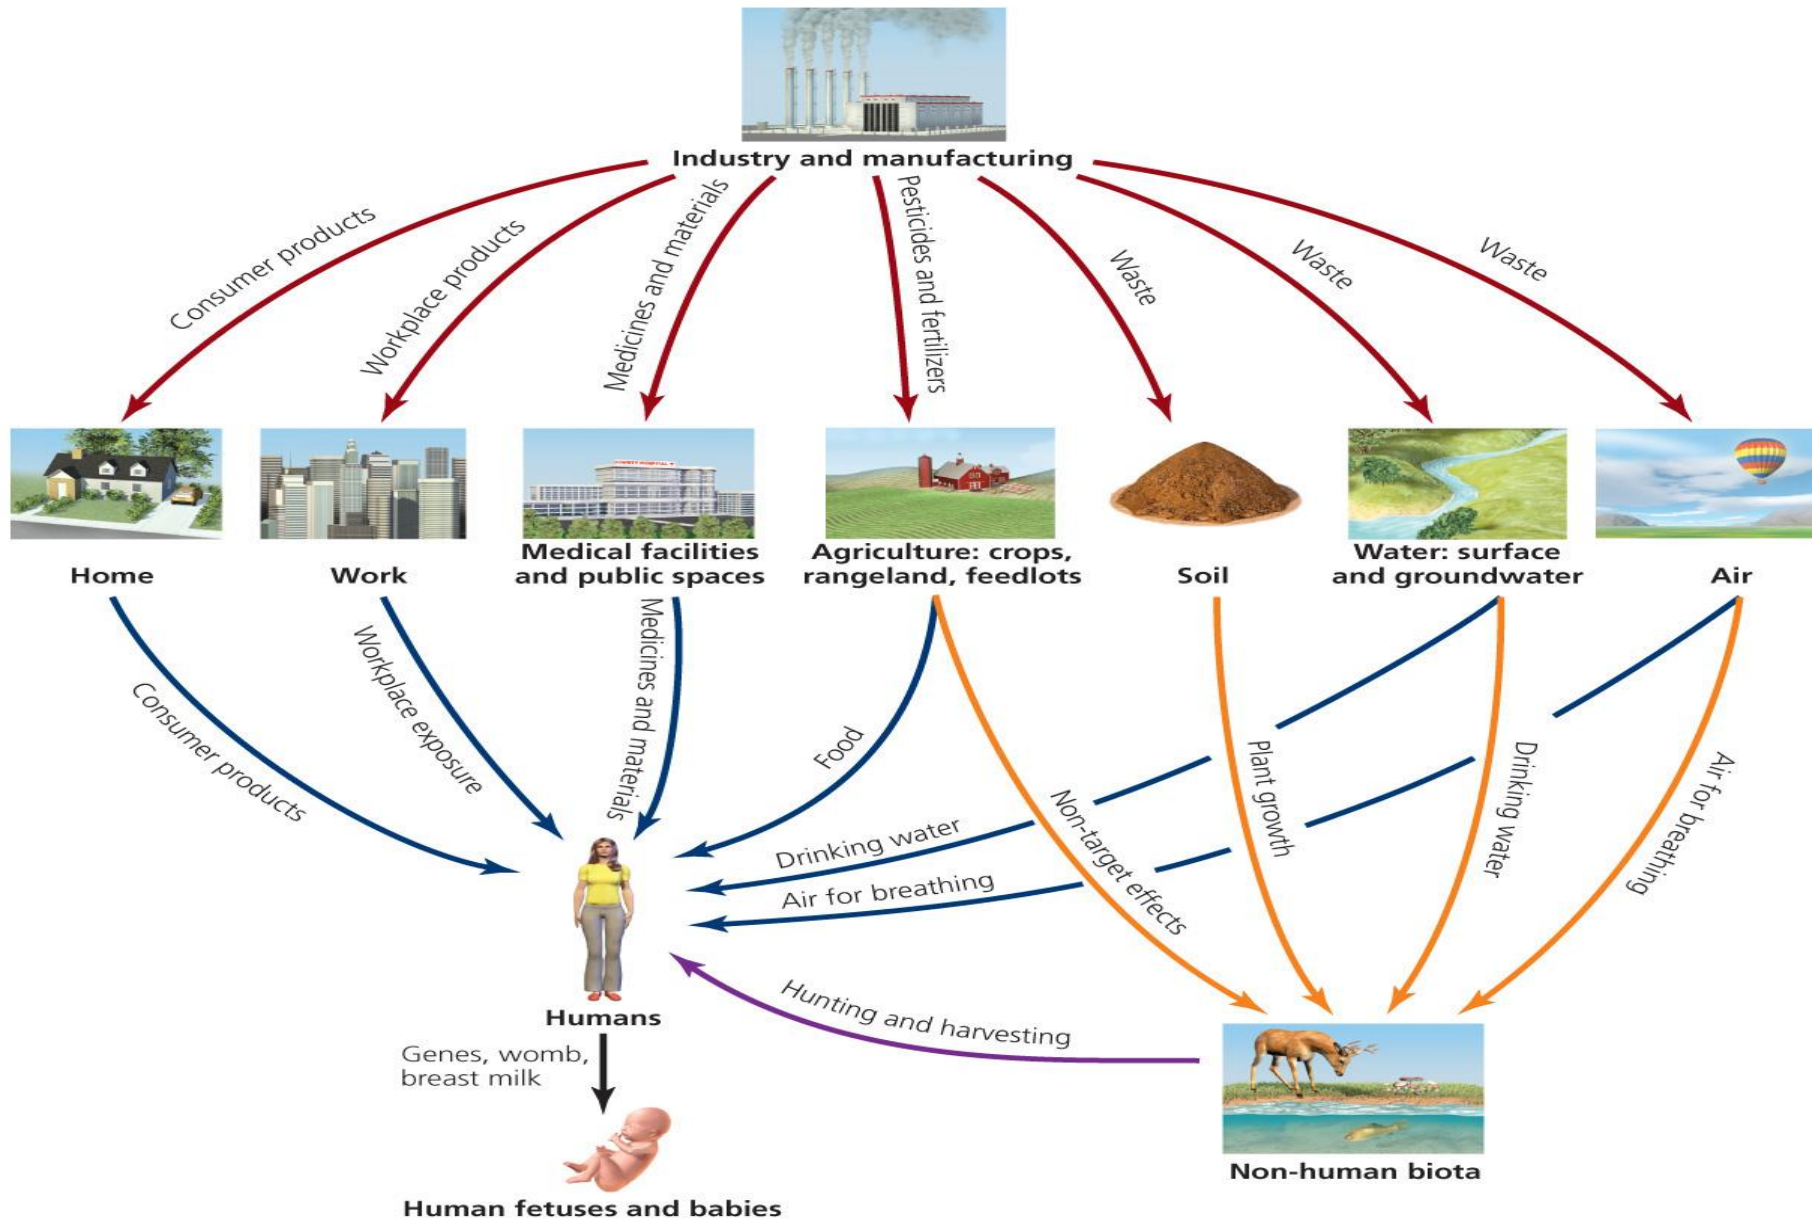 Industry and manufacturing
Consumer products
Workplace products
Medicines and materials
Pesticides and fertilizers
Waste
Waste
Waste
Home
Work
Medical facilities
and public spaces
Agriculture: crops,
rangeland, feedlots
Soil
Water: surface
and groundwater
Air
Consumer products
Workplace exposure
Medicines and materials
Food
Drinking water
Air for breathing
Non-target effects
Plant growth
Drinking water
Air for breathing
Hunting and harvesting
Humans
Genes, womb,
breast milk
Human fetuses and babies
Non-human biota